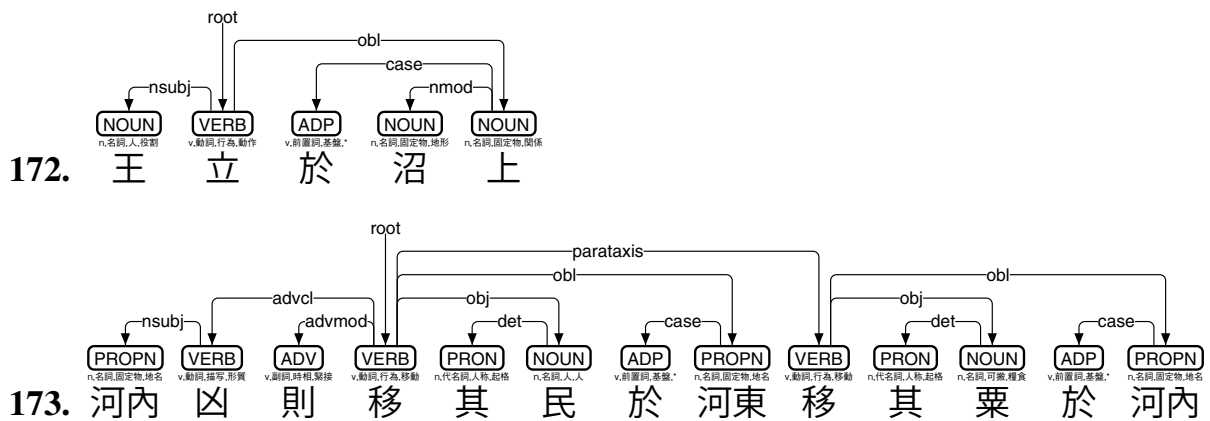 root
obl
case
nsubj nmod
NOUN VERB ADP NOUN NOUN
n,名詞,人,役割 v,動詞,行為,動作 v,前置詞,基盤,* n,名詞,固定物,地形 n,名詞,固定物,関係
172. 王 立 於 沼 上
root
parataxis
obl obl
advcl obj obj
nsubj advmod det case det case
PROPN VERB ADV VERB PRON NOUN ADP PROPN VERB PRON NOUN ADP PROPN
n,名詞,固定物,地名 v,動詞,描写,形質 v,副詞,時相,緊接 v,動詞,行為,移動 n,代名詞,人称,起格 n,名詞,人,人 v,前置詞,基盤,* n,名詞,固定物,地名 v,動詞,行為,移動 n,代名詞,人称,起格 n,名詞,可搬,糧食 v,前置詞,基盤,* n,名詞,固定物,地名
173. 河內 凶 則 移 其 民 於 河東 移 其 粟 於 河內